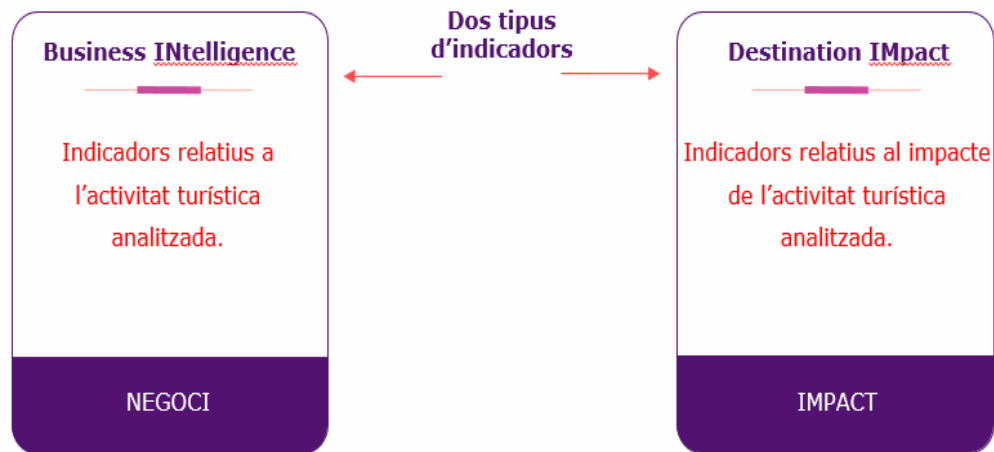 Dos tipus
d'indicadors
Business INtelligence
Indicadors relatius a
l'activitat turística
analitzada.
NEGOCI
Destination IMpact
Indicadors relatius al impacte
de l'activitat turística
analitzada.
IMPACT